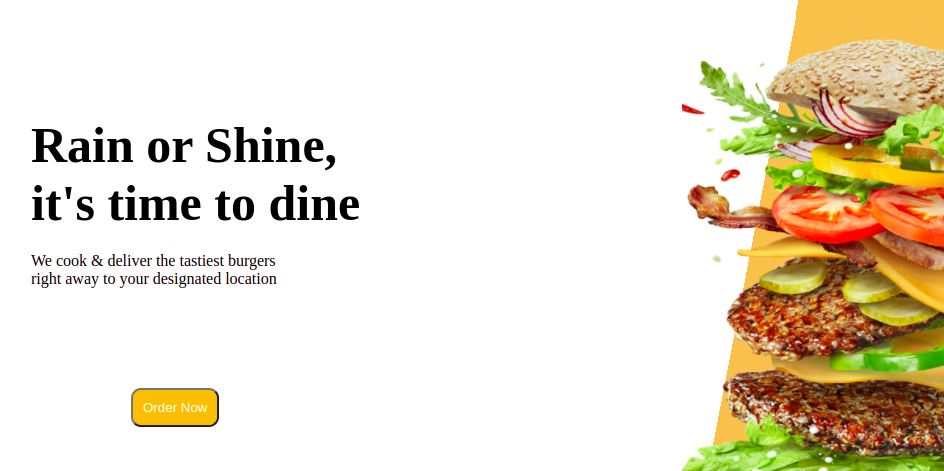 Rain or Shine,
it's time to dine
We cook & deliver the tastiest burgers
right away to your designated location
Order Now